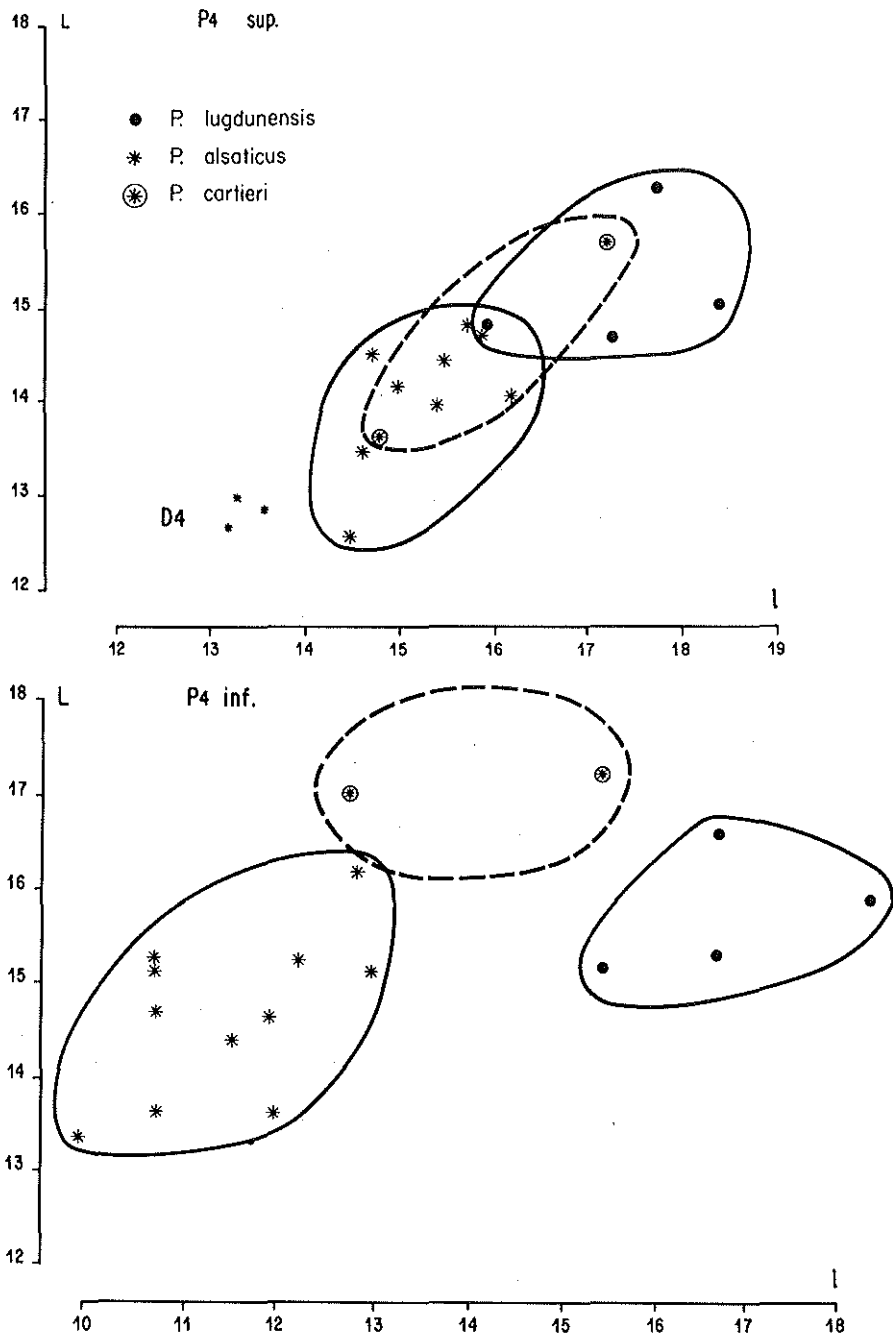 18 L P4 sup.
17
● P. lugdunensis
* P. alsaticus
P. cartieri
16
15
14
13
D4
12
l
12 13 14 15 16 17 18 19
18 L P4 inf.
17
16
15
14
13
12
l
10 11 12 13 14 15 16 17 18